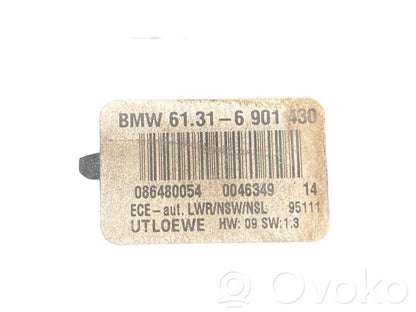 BMW 61.31-6 901 430
086480054 0046349 14
ECE-aut. LWR/NSW/NSL 95111
UTLOEWE HW: 09 SW:1.3
OVOKO